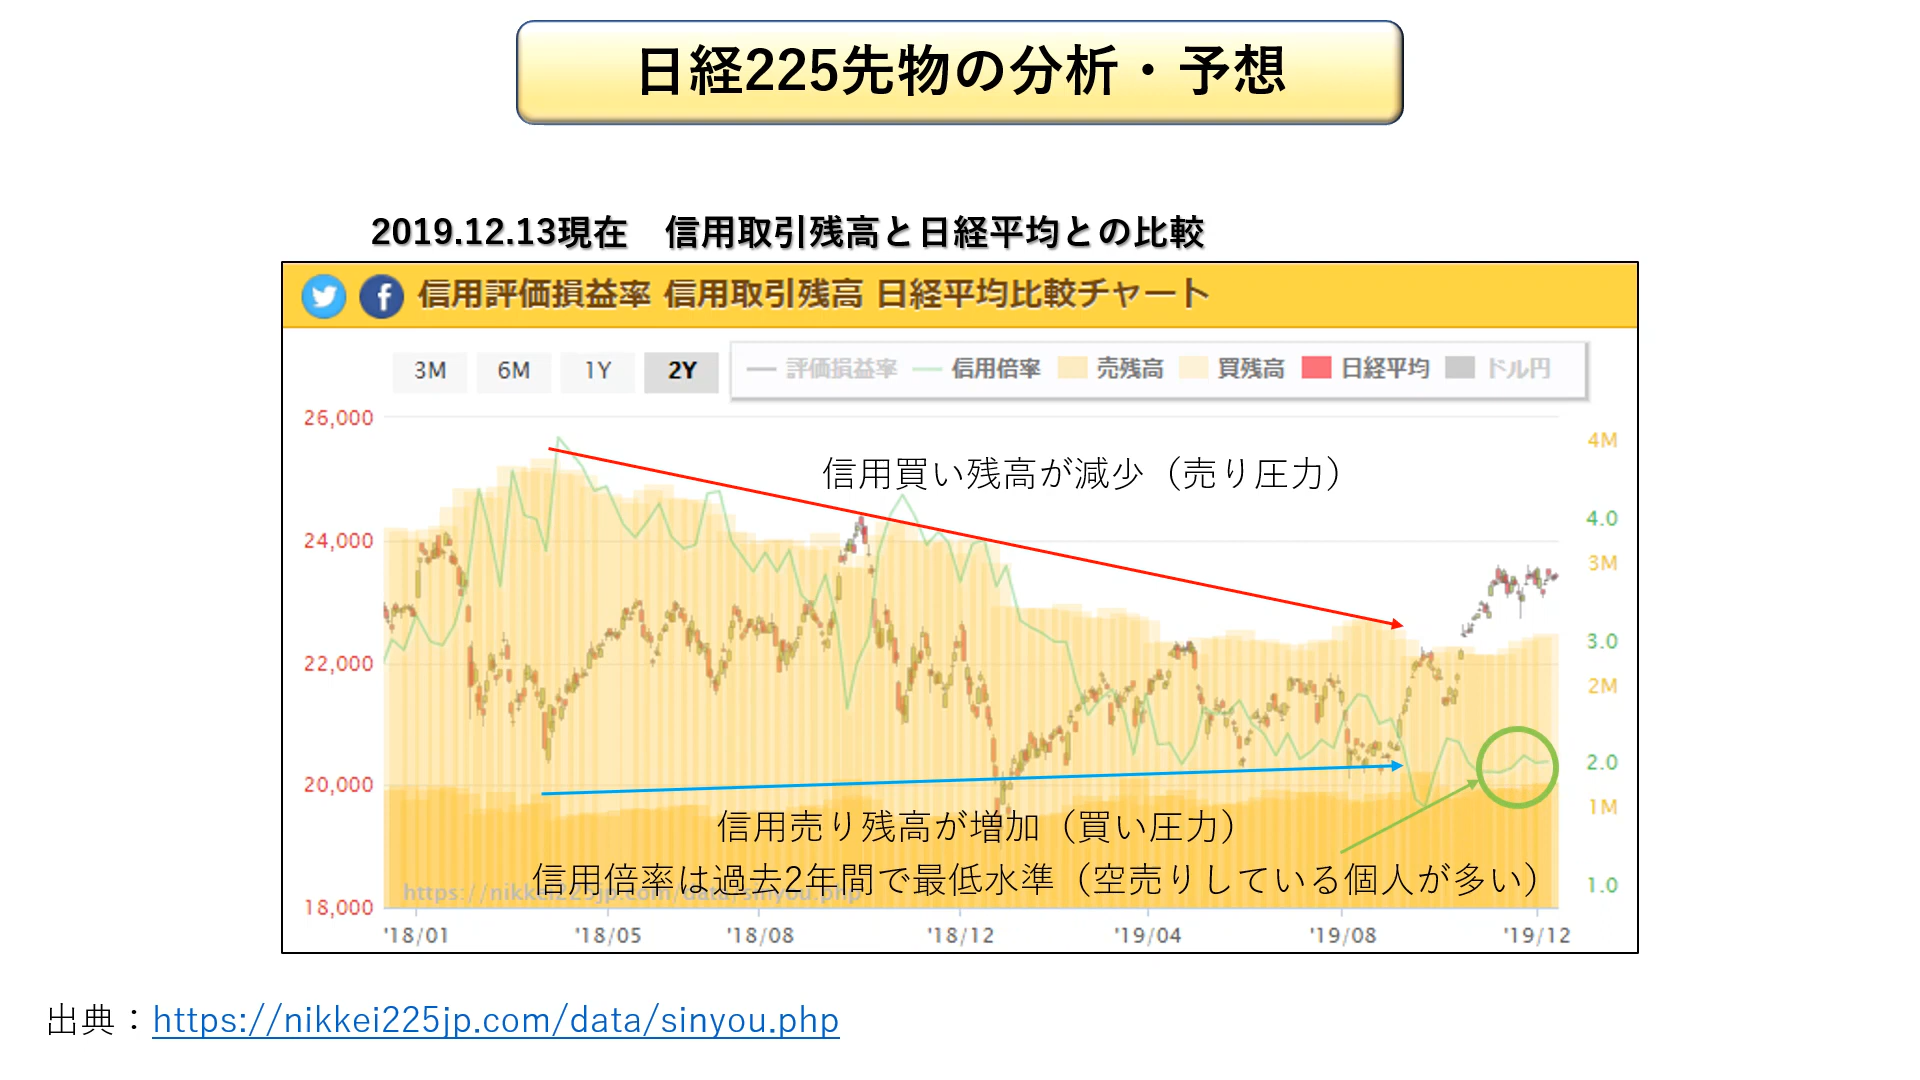 日経225先物の分析・予想
2019.12.13現在　信用取引残高と日経平均との比較
信用評価損益率 信用取引残高 日経平均比較チャート
3M 6M 1Y 2Y 評価損益率 信用倍率 売残高 買残高 日経平均 ドル円
26,000
4M
信用買い残高が減少（売り圧力）
4.0
24,000
3M
3.0
22,000
2M
2.0
20,000
1M
信用売り残高が増加（買い圧力）
信用倍率は過去2年間で最低水準（空売りしている個人が多い）
1.0
https://nikkei225jp.com/data/sinyou.php
18,000
'18/01 '18/05 '18/08 '18/12 '19/04 '19/08 '19/12
出典：https://nikkei225jp.com/data/sinyou.php